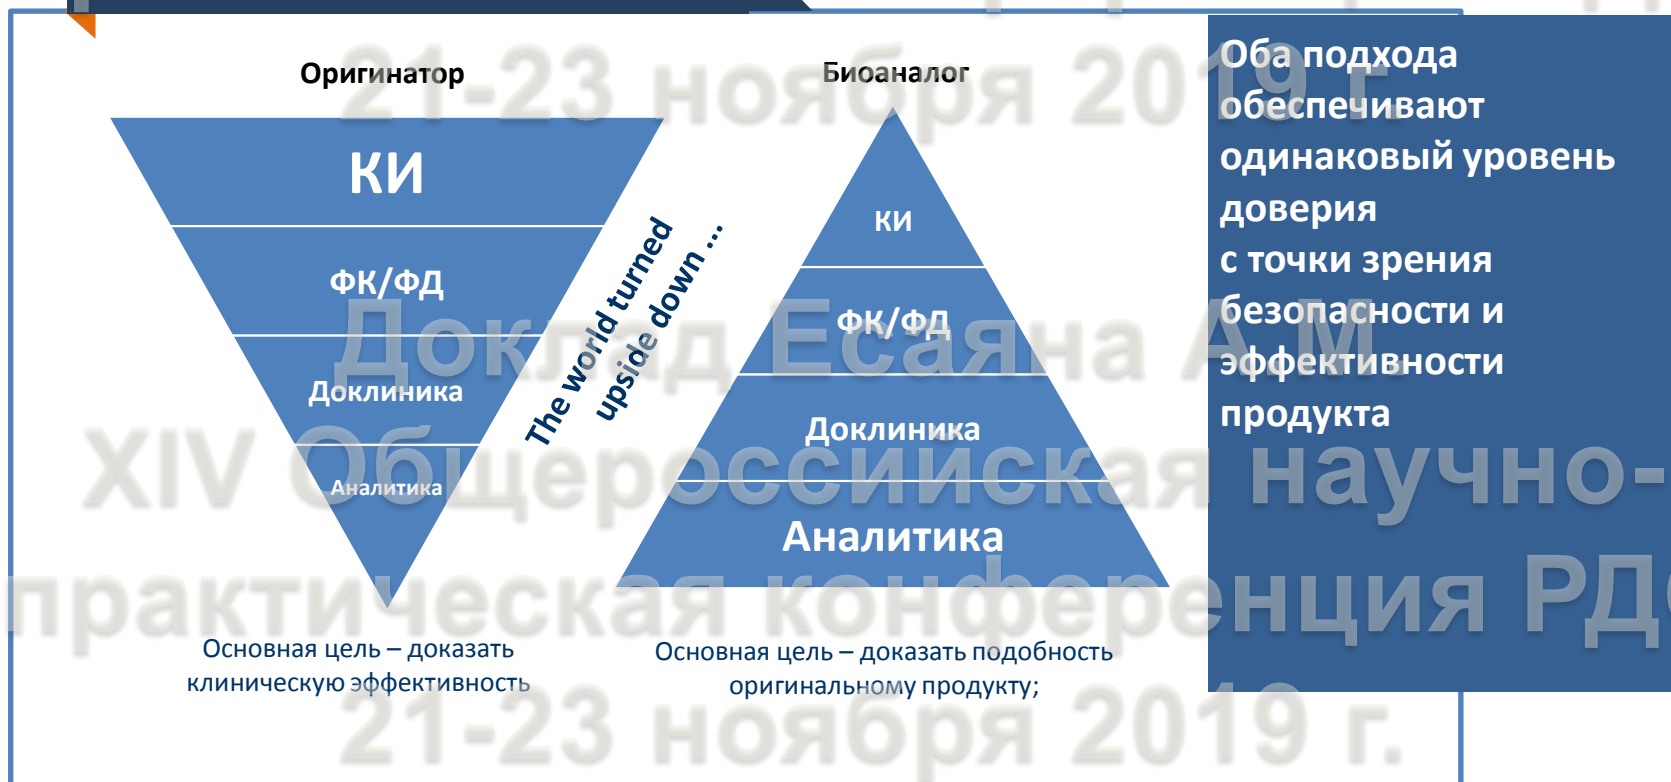 Оригинатор
КИ
ФК/ФД
Доклиника
Аналитика
Основная цель – доказать
клиническую эффективность
The world turned
upside down ...
Биоаналог
КИ
ФК/ФД
Доклиника
Аналитика
Основная цель – доказать подобность
оригинальному продукту;
Оба подхода
обеспечивают
одинаковый уровень
доверия
с точки зрения
безопасности и
эффективности
продукта
21-23 ноября 2019 г.
Доклад Есаяна А.М.
XIV Общероссийская научно-
практическая конференция
21-23 ноября 2019 г.